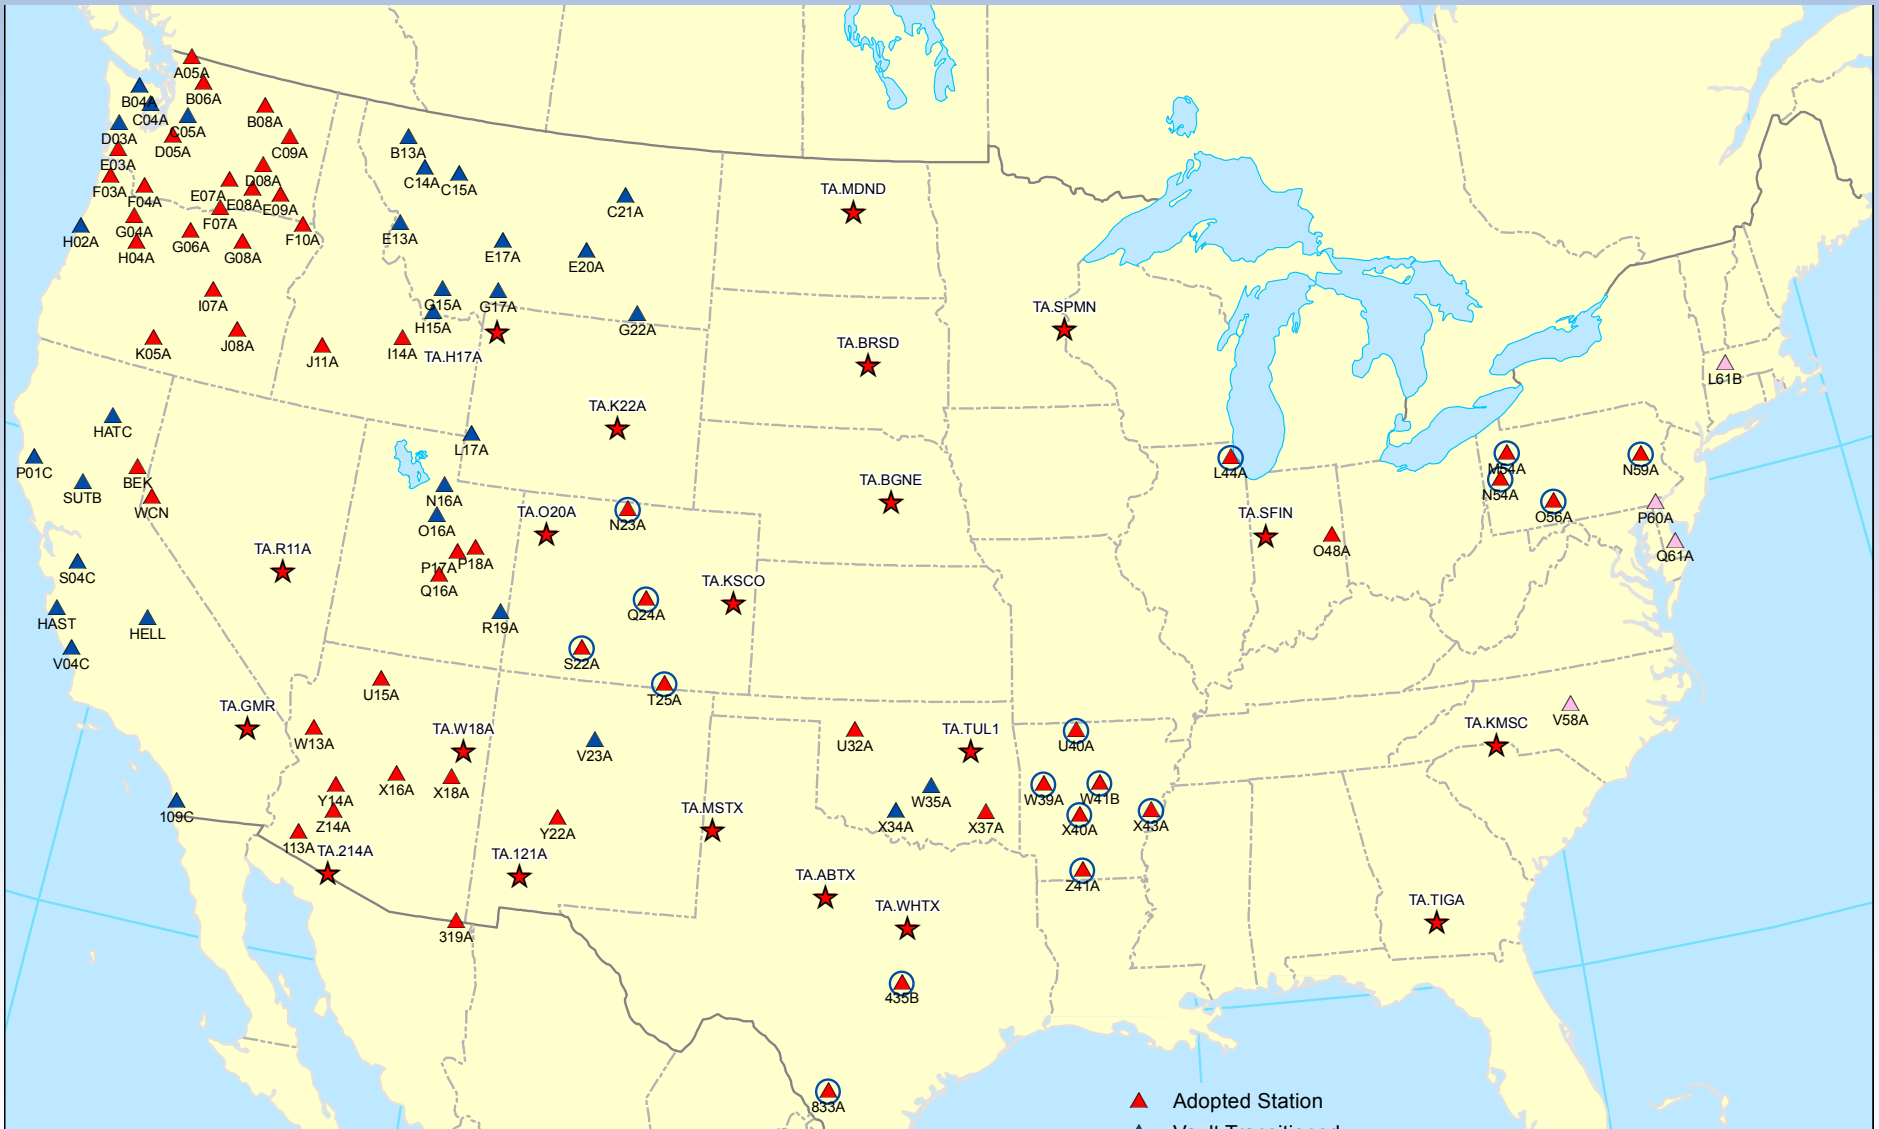 A05A
B06A
B04A
C04A
B08A
D03A
C05A
D05A
C09A
B13A
E03A
C14A
C15A
D08A
F03A
F04A
E07A
E08A
E09A
TA.MDND
C21A
G04A
F07A
F10A
H02A
H04A
G06A
G08A
E13A
E17A
E20A
I07A
G15A
G17A
TA.SPMN
H15A
G22A
K05A
J08A
J11A
I14A
TA.H17A
TA.BRSD
L61B
TA.K22A
HATC
L17A
P01C
BEK
SUTB
WCN
N16A
L44A
M54A
N59A
N54A
TA.BGNE
O16A
TA.O20A
N23A
TA.SFIN
O56A
P60A
TA.R11A
P17A
P18A
O48A
Q61A
S04C
Q16A
TA.KSCO
HAST
HELL
R19A
Q24A
V04C
S22A
U15A
T25A
TA.GMR
V58A
W13A
TA.W18A
V23A
U32A
TA.TUL1
U40A
TA.KMSC
X16A
X18A
Y14A
W35A
W39A
W41B
109C
Z14A
TA.MSTX
X34A
X37A
X40A
X43A
113A
TA.214A
Y22A
TA.121A
TA.ABTX
Z41A
319A
TA.WHTX
TA.TIGA
435B
833A
Adopted Station
Vault Transitioned